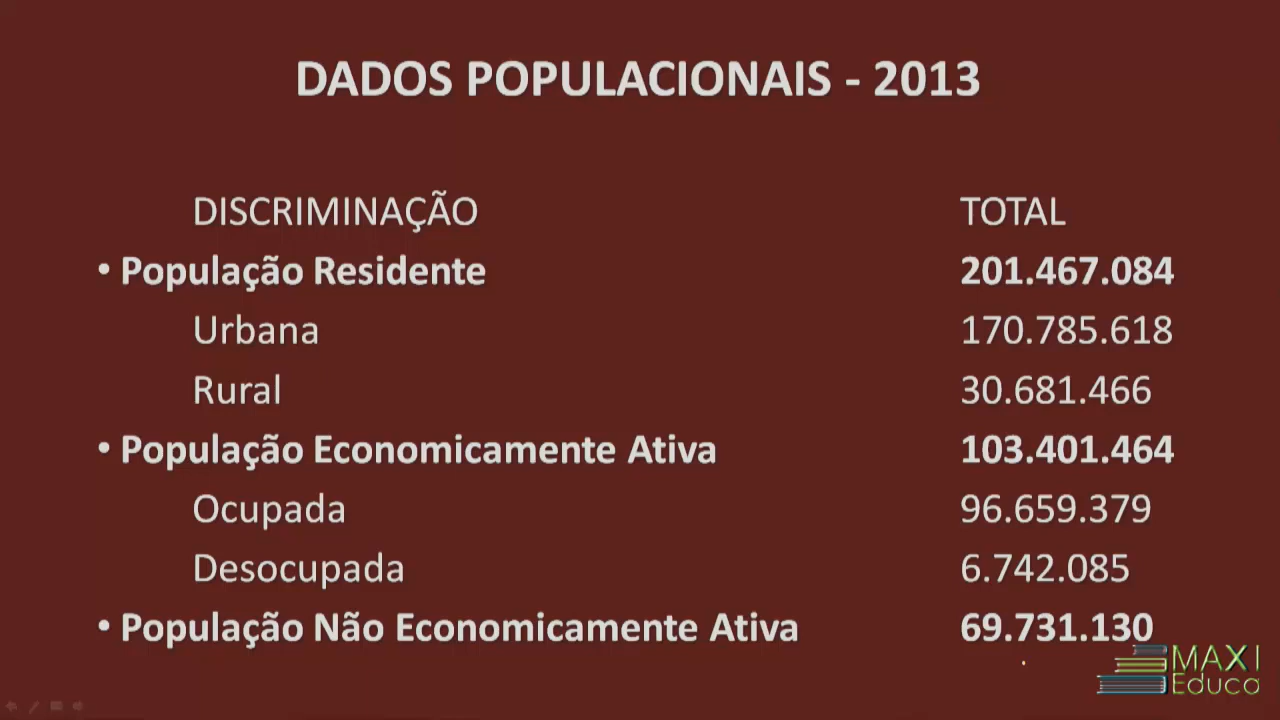 DADOS POPULACIONAIS - 2013
DISCRIMINAÇÃO TOTAL
• População Residente 201.467.084
Urbana 170.785.618
Rural 30.681.466
• População Economicamente Ativa 103.401.464
Ocupada 96.659.379
Desocupada 6.742.085
• População Não Economicamente Ativa 69.731.130
MAXI
Educa